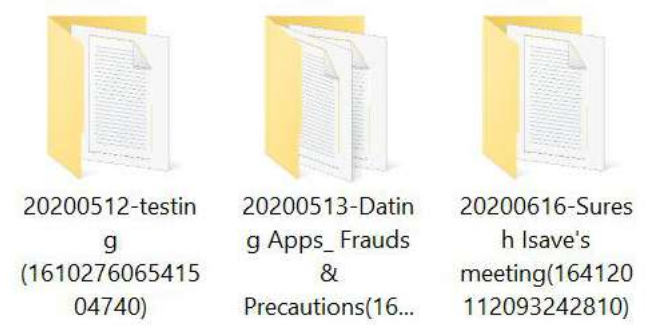 20200512-testin
g
(1610276065415
04740)
20200513-Datin
g Apps_ Frauds
&
Precautions(16...
20200616-Sures
h Isave's
meeting(164120
112093242810)